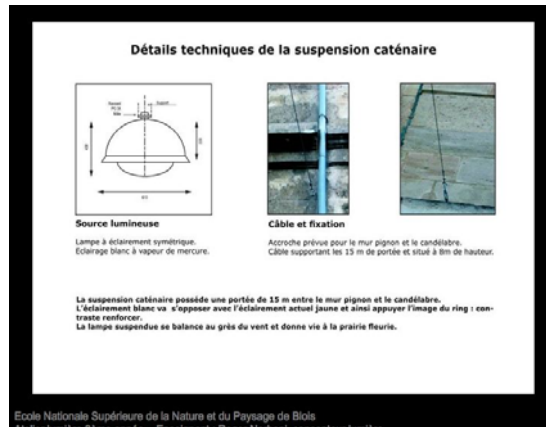 Détails techniques de la suspension caténaire
Support
Source lumineuse
Lampe à éclairement symétrique.
Eclairage blanc à vapeur de mercure.
Câble et fixation
Accroche prévue pour le mur pignon et le candélabre.
Câble supportant les 15 m de portée et situé à 8m de hauteur.
La suspension caténaire posséde une portée de 15 m entre le mur pignon et le candélabre.
L'éclairement blanc va s'opposer avec l'éclairement actuel jaune et ainsi appuyer l'image du ring : con-
traste renforcer.
La lampe suspendue se balance au grès du vent et donne vie à la prairie fleurie.
Ecole Nationale Supérieure de la Nature et du Paysage de Blois